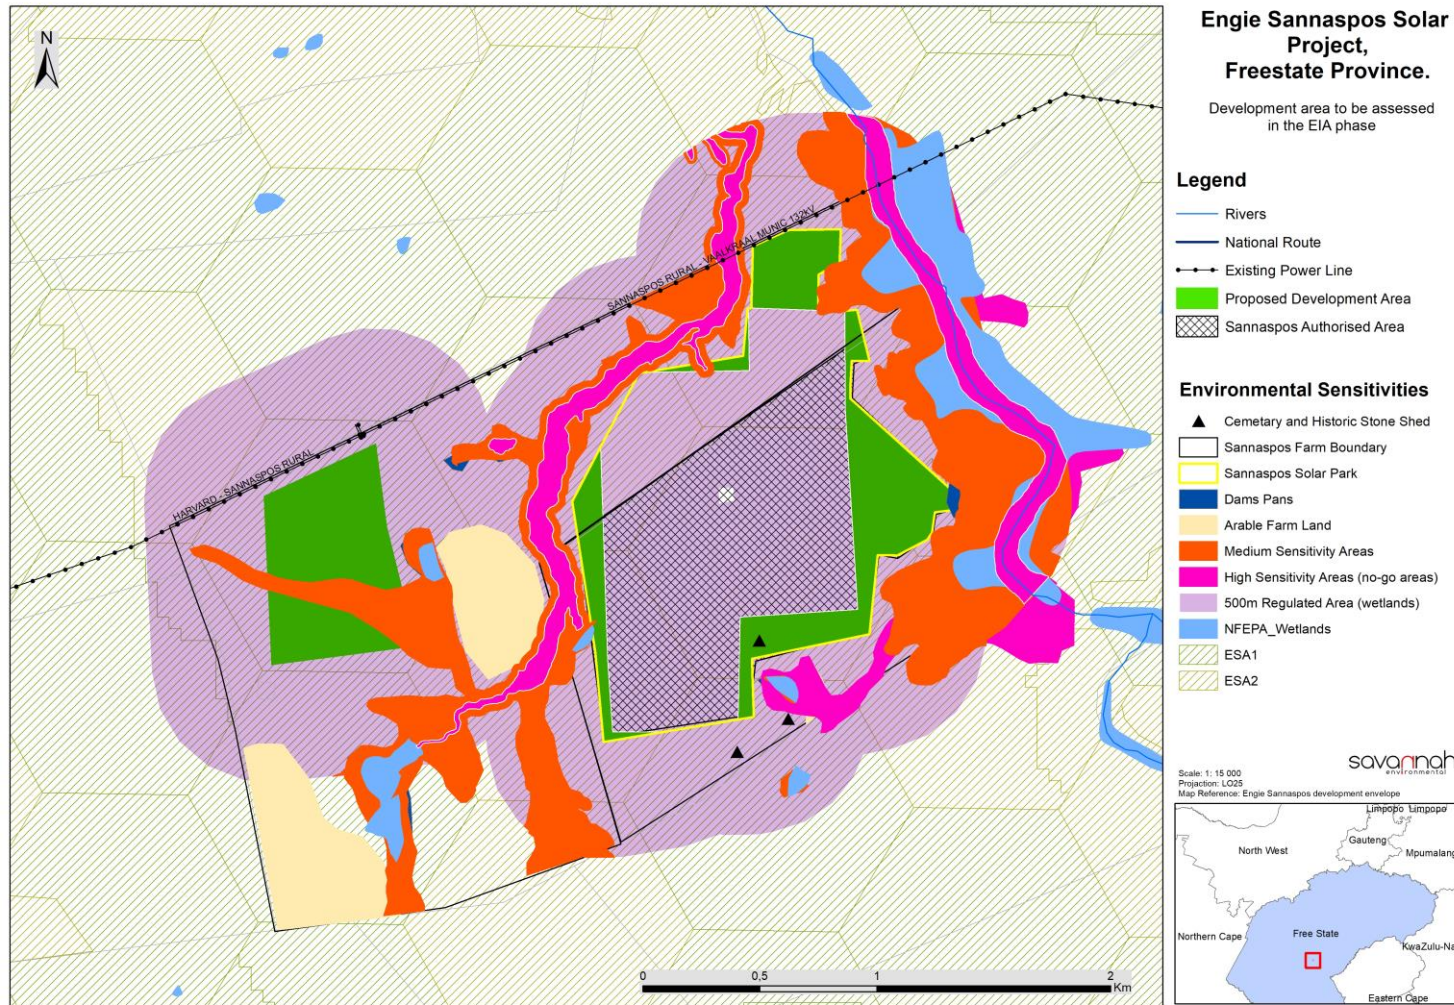 Engie Sannaspos Solar
Project,
Freestate Province.
Development area to be assessed
in the EIA phase
N
SANNASPOS RURAL - VAALKRAAL MUNIC 132KV
HARVARD - SANNASPOS RURAL
Legend
Rivers
National Route
Existing Power Line
Proposed Development Area
Sannaspos Authorised Area
Environmental Sensitivities
Cemetary and Historic Stone Shed
Sannaspos Farm Boundary
Sannaspos Solar Park
Dams Pans
Arable Farm Land
Medium Sensitivity Areas
High Sensitivity Areas (no-go areas)
500m Regulated Area (wetlands)
NFEPA_Wetlands
ESA1
ESA2
savannah
environmental
Scale: 1: 15 000
Projection: LO25
Map Reference: Engie Sannaspos development envelope
Limpopo Limpopo
Gauteng
North West
Mpumalang
Northern Cape
Free State
KwaZulu-Na
Eastern Cape
0 0,5 1 2
Km